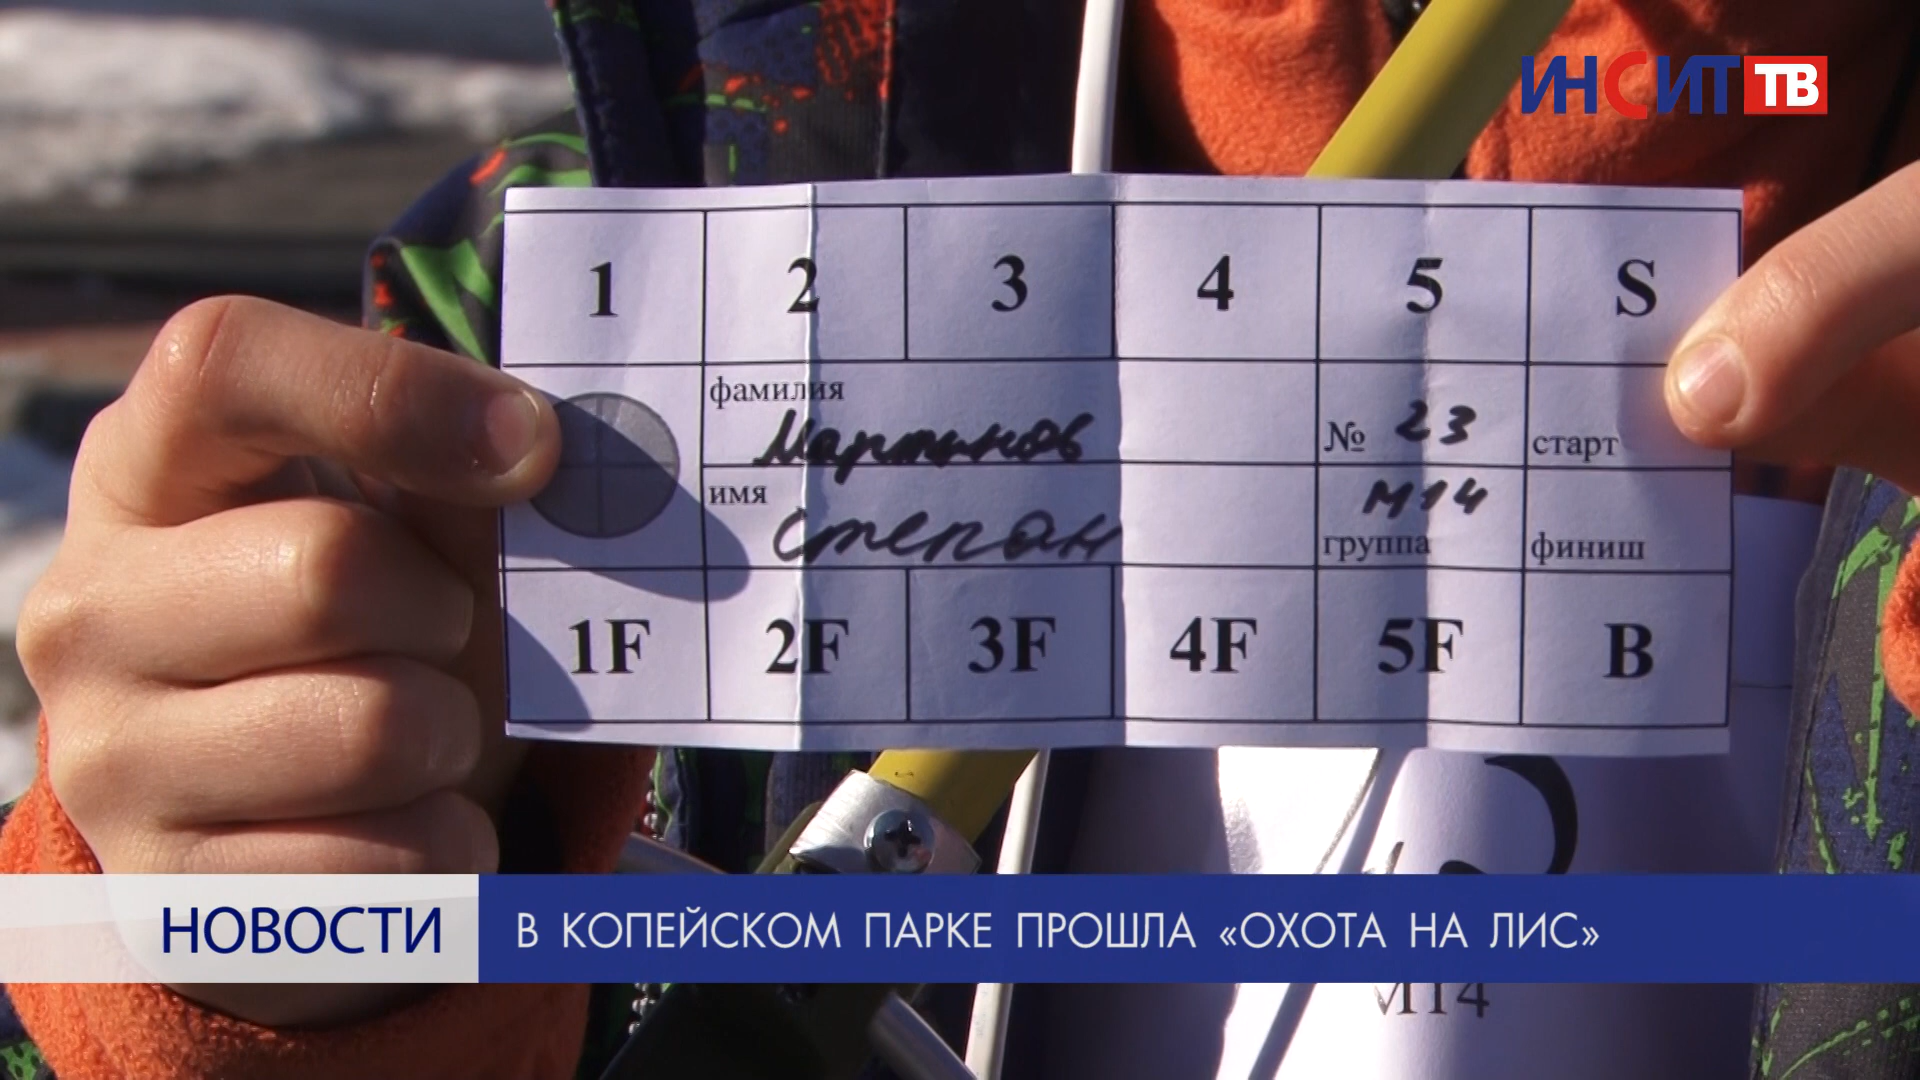 ИНСИТ ТВ
1 2 3 4 5 S
фамилия
Мартынов
№ 23
старт
имя
Степан
М14
группа
финиш
1F 2F 3F 4F 5F B
НОВОСТИ
В КОПЕЙСКОМ ПАРКЕ ПРОШЛА «ОХОТА НА ЛИС»
М14